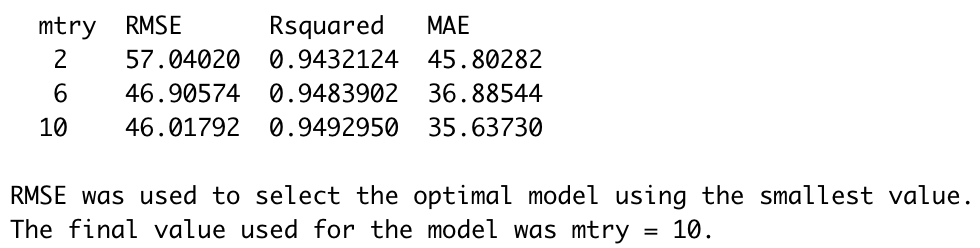 mtry  RMSE      Rsquared   MAE
 2    57.04020  0.9432124  45.80282
 6    46.90574  0.9483902  36.88544
10    46.01792  0.9492950  35.63730

RMSE was used to select the optimal model using the smallest value.
The final value used for the model was mtry = 10.